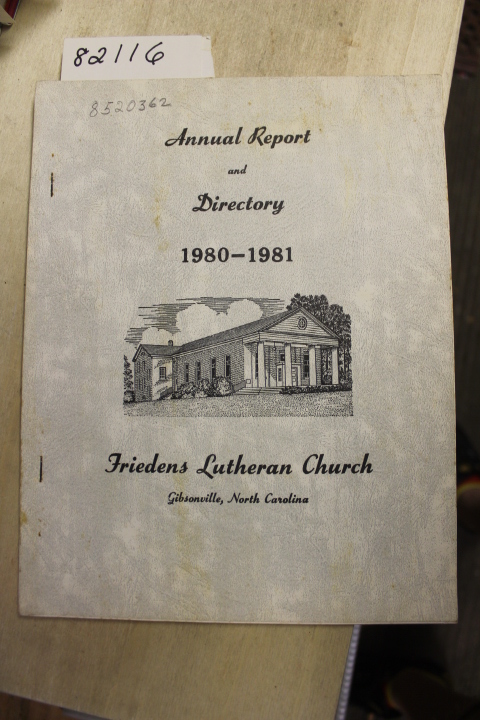 82116
8520362
Annual Report
and
Directory
1980-1981
Friedens Lutheran Church
Gibsonville, North Carolina